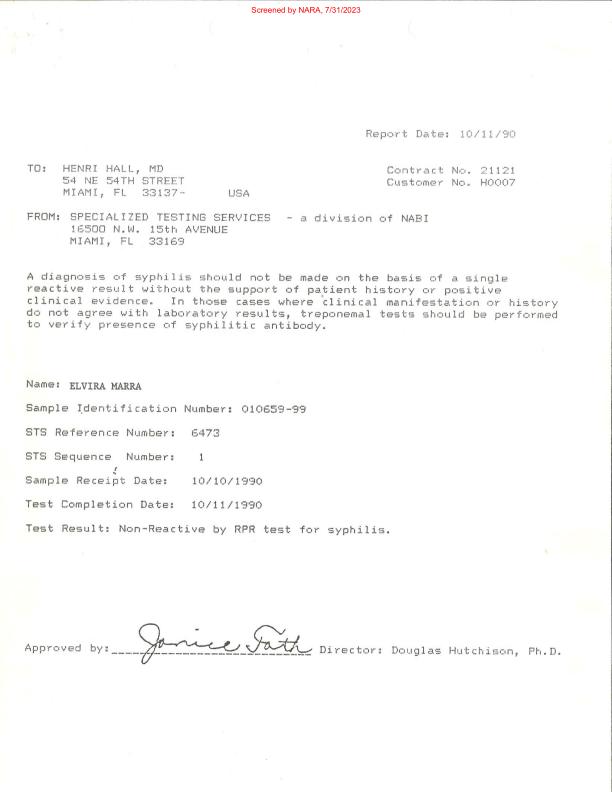 Screened by NARA, 7/31/2023
Report Date: 10/11/90
TO: HENRI HALL, MD
54 NE 54TH STREET
MIAMI, FL 33137- USA
Contract No. 21121
Customer No. H0007
FROM: SPECIALIZED TESTING SERVICES - a division of NABI
16500 N.W. 15th AVENUE
MIAMI, FL 33169
A diagnosis of syphilis should not be made on the basis of a single
reactive result without the support of patient history or positive
clinical evidence. In those cases where clinical manifestation or history
do not agree with laboratory results, treponemal tests should be performed
to verify presence of syphilitic antibody.
Name: ELVIRA MARRA
Sample Identification Number: 010659-99
STS Reference Number: 6473
STS Sequence Number: 1
Sample Receipt Date: 10/10/1990
Test Completion Date: 10/11/1990
Test Result: Non-Reactive by RPR test for syphilis.
Approved by: Janice Tath Director: Douglas Hutchison, Ph.D.